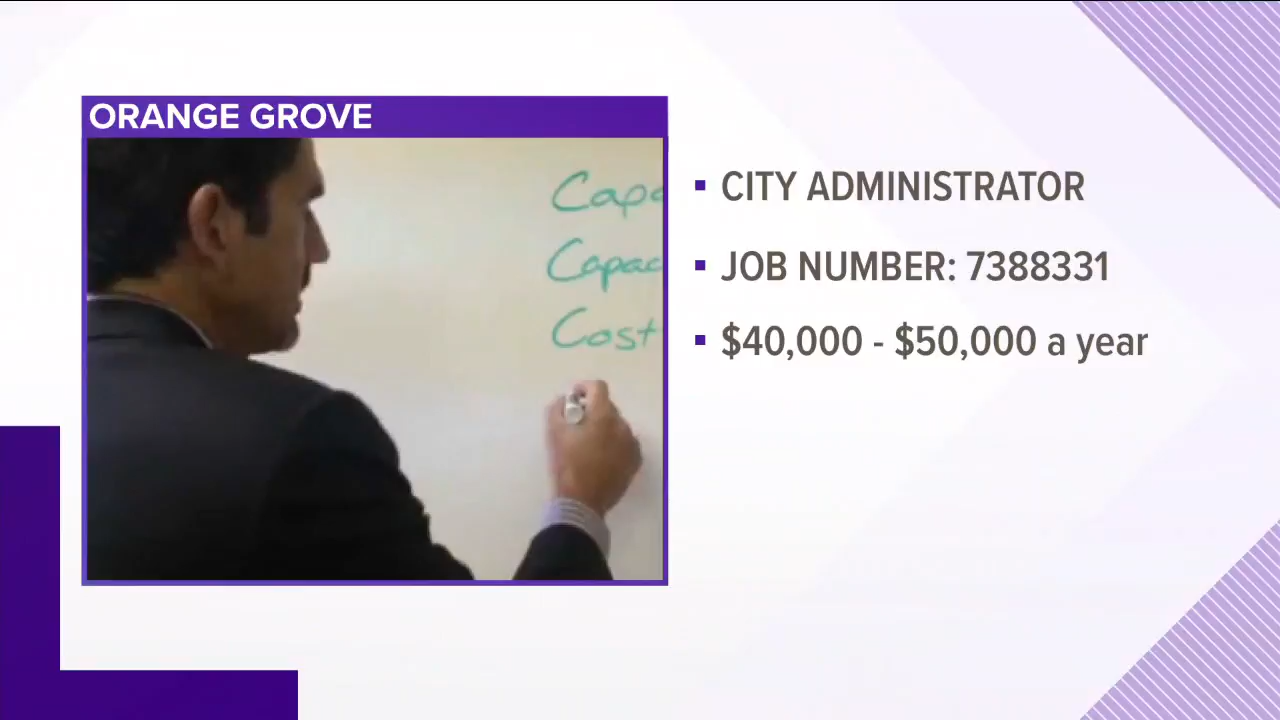 ORANGE GROVE
Cost
CITY ADMINISTRATOR
JOB NUMBER: 7388331
$40,000 - $50,000 a year